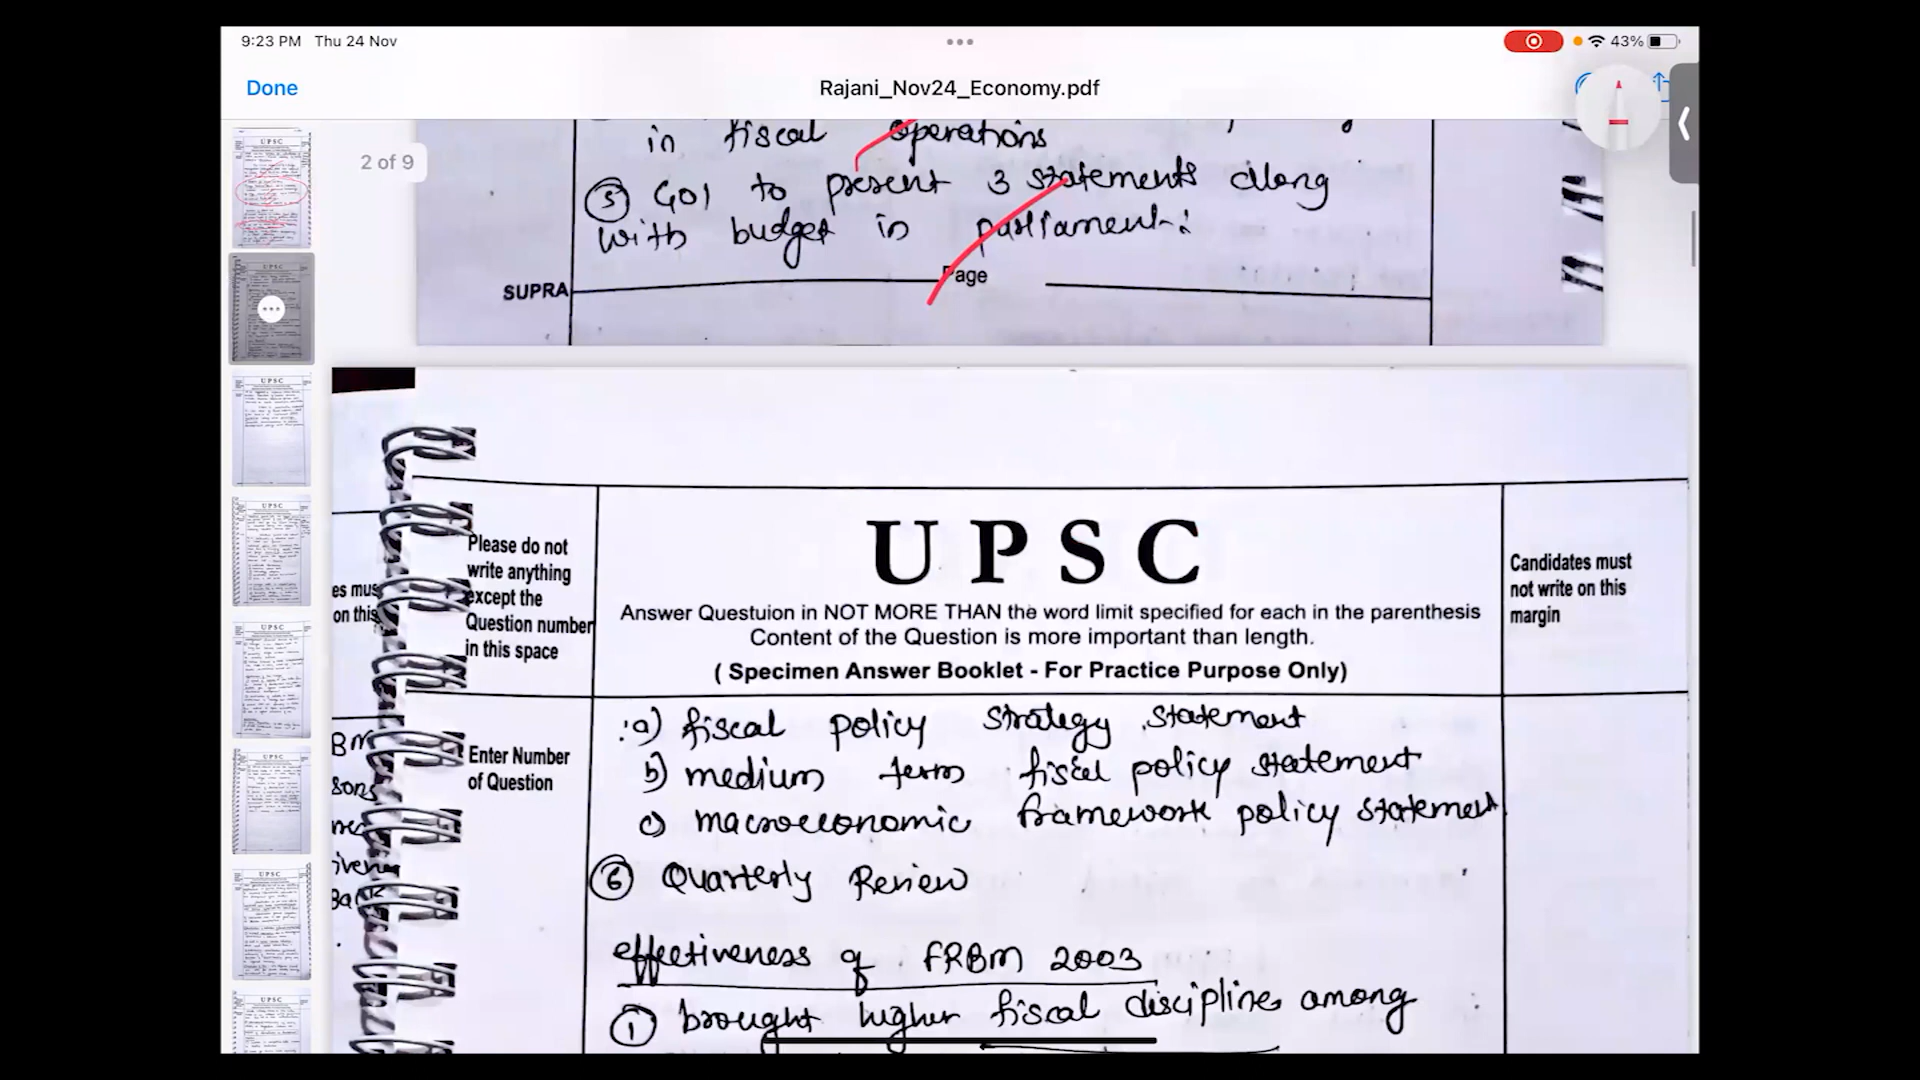 9:23 PM Thu 24 Nov
43%
Done
Rajani_Nov24_Economy.pdf
2 of 9
in fiscal operations
5 GOI to present 3 statements along
with budget in parliament:
SUPRA
Page
UPSC
Please do not
write anything
except the
Question number
in this space
Answer Questuion in NOT MORE THAN the word limit specified for each in the parenthesis
Content of the Question is more important than length.
( Specimen Answer Booklet - For Practice Purpose Only)
Candidates must
not write on this
margin
es mus
on this
Enter Number
of Question
a) fiscal policy strategy statement
b) medium term fiscal policy statement
c) macroeconomic framework policy statement
6 Quarterly Review
effectiveness of FRBM 2003
1 brought higher fiscal discipline among